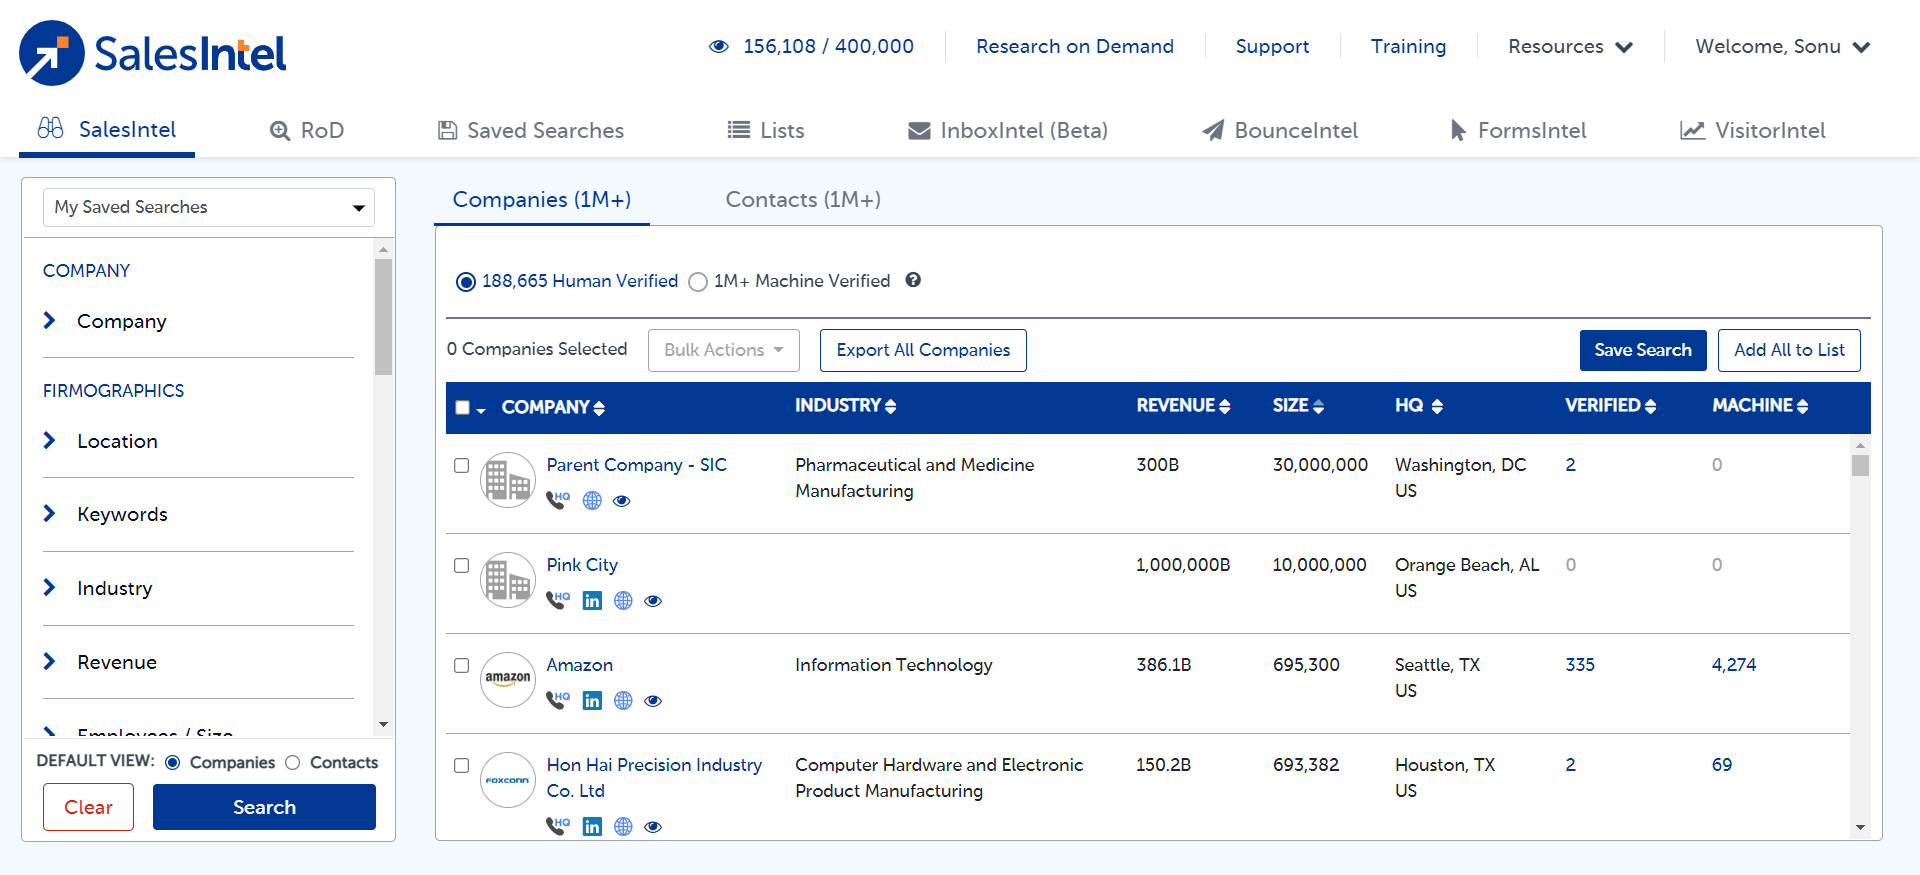 SalesIntel
156,108 / 400,000
Research on Demand
Support
Training
Resources
Welcome, Sonu
SalesIntel
RoD
Saved Searches
Lists
InboxIntel (Beta)
BounceIntel
FormsIntel
VisitorIntel
My Saved Searches
COMPANY
Company
FIRMOGRAPHICS
Location
Keywords
Industry
Revenue
Employees / Size
DEFAULT VIEW: Companies Contacts
Clear
Search
Companies (1M+)
Contacts (1M+)
188,665 Human Verified
1M+ Machine Verified
?
0 Companies Selected
Bulk Actions
Export All Companies
Save Search
Add All to List
COMPANY INDUSTRY REVENUE SIZE HQ VERIFIED MACHINE
Parent Company - SIC
HQ
Pharmaceutical and Medicine
Manufacturing
300B
30,000,000
Washington, DC
US
2
0
Pink City
HQ in
1,000,000B
10,000,000
Orange Beach, AL
US
0
0
amazon
Amazon
HQ in
Information Technology
386.1B
695,300
Seattle, TX
US
335
4,274
FOXCONN
Hon Hai Precision Industry
Co. Ltd
HQ in
Computer Hardware and Electronic
Product Manufacturing
150.2B
693,382
Houston, TX
US
2
69